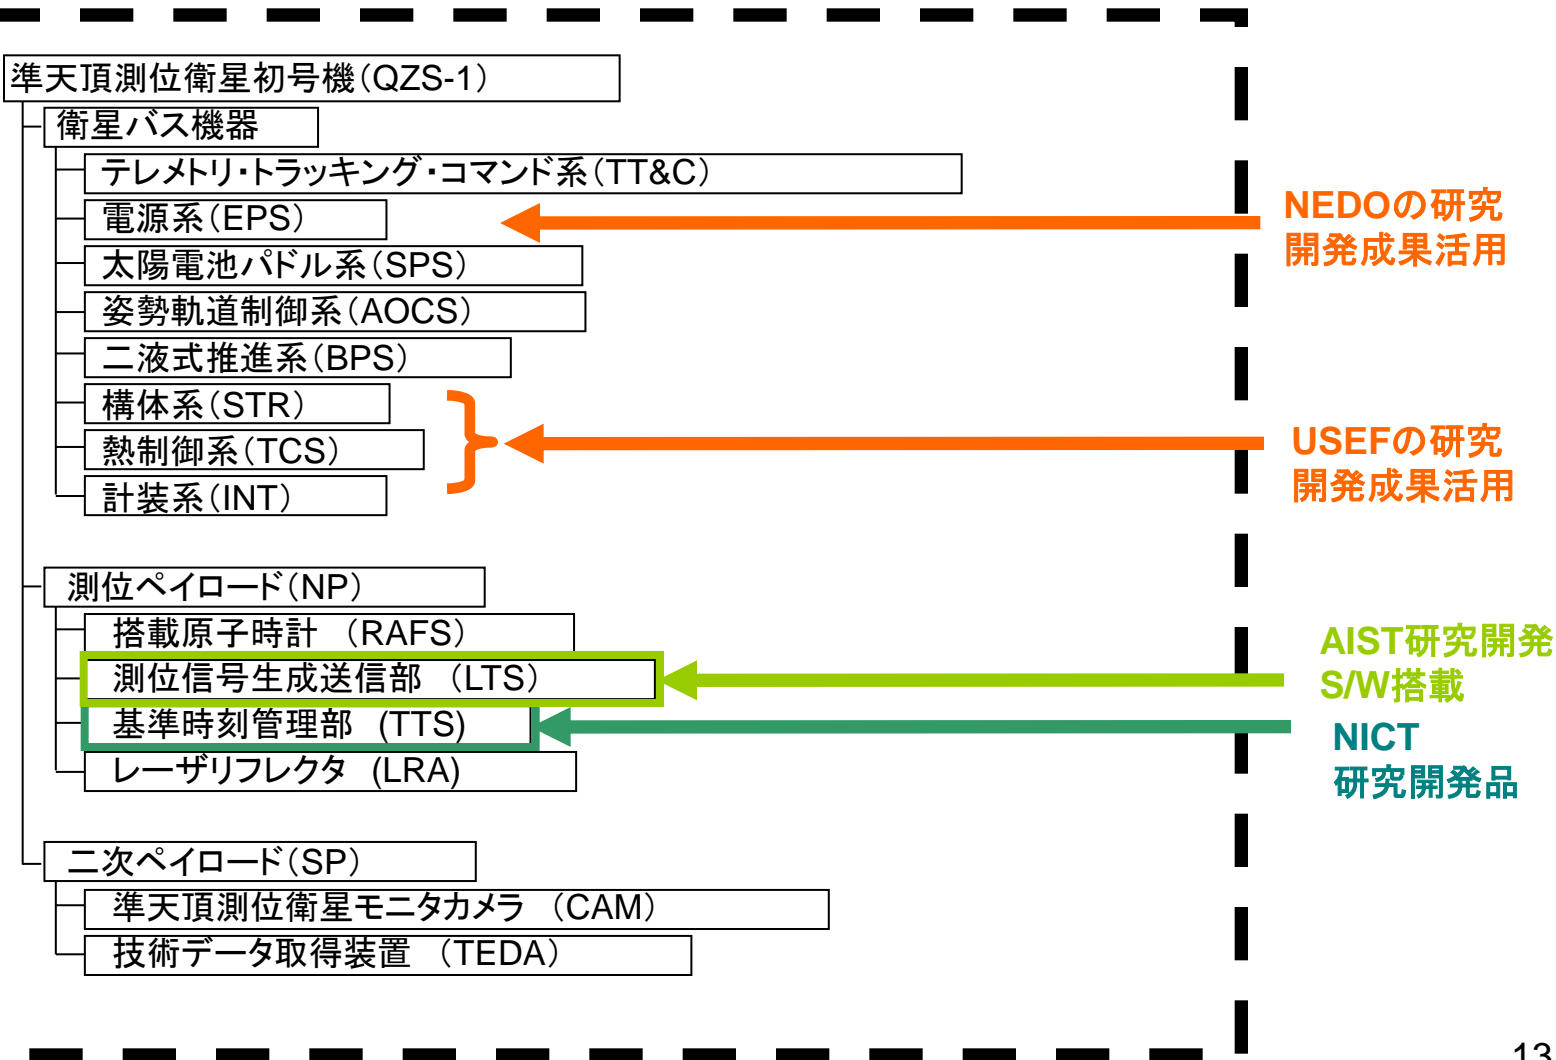 準天頂測位衛星初号機(QZS-1)
衛星バス機器
テレメトリ・トラッキング・コマンド系(TT&C)
電源系(EPS)
太陽電池パドル系(SPS)
姿勢軌道制御系(AOCS)
二液式推進系(BPS)
構体系(STR)
熱制御系(TCS)
計装系(INT)
NEDOの研究
開発成果活用
USEFの研究
開発成果活用
測位ペイロード(NP)
搭載原子時計 (RAFS)
測位信号生成送信部 (LTS)
基準時刻管理部 (TTS)
レーザリフレクタ (LRA)
AIST研究開発
S/W搭載
NICT
研究開発品
二次ペイロード(SP)
準天頂測位衛星モニタカメラ (CAM)
技術データ取得装置 (TEDA)
13